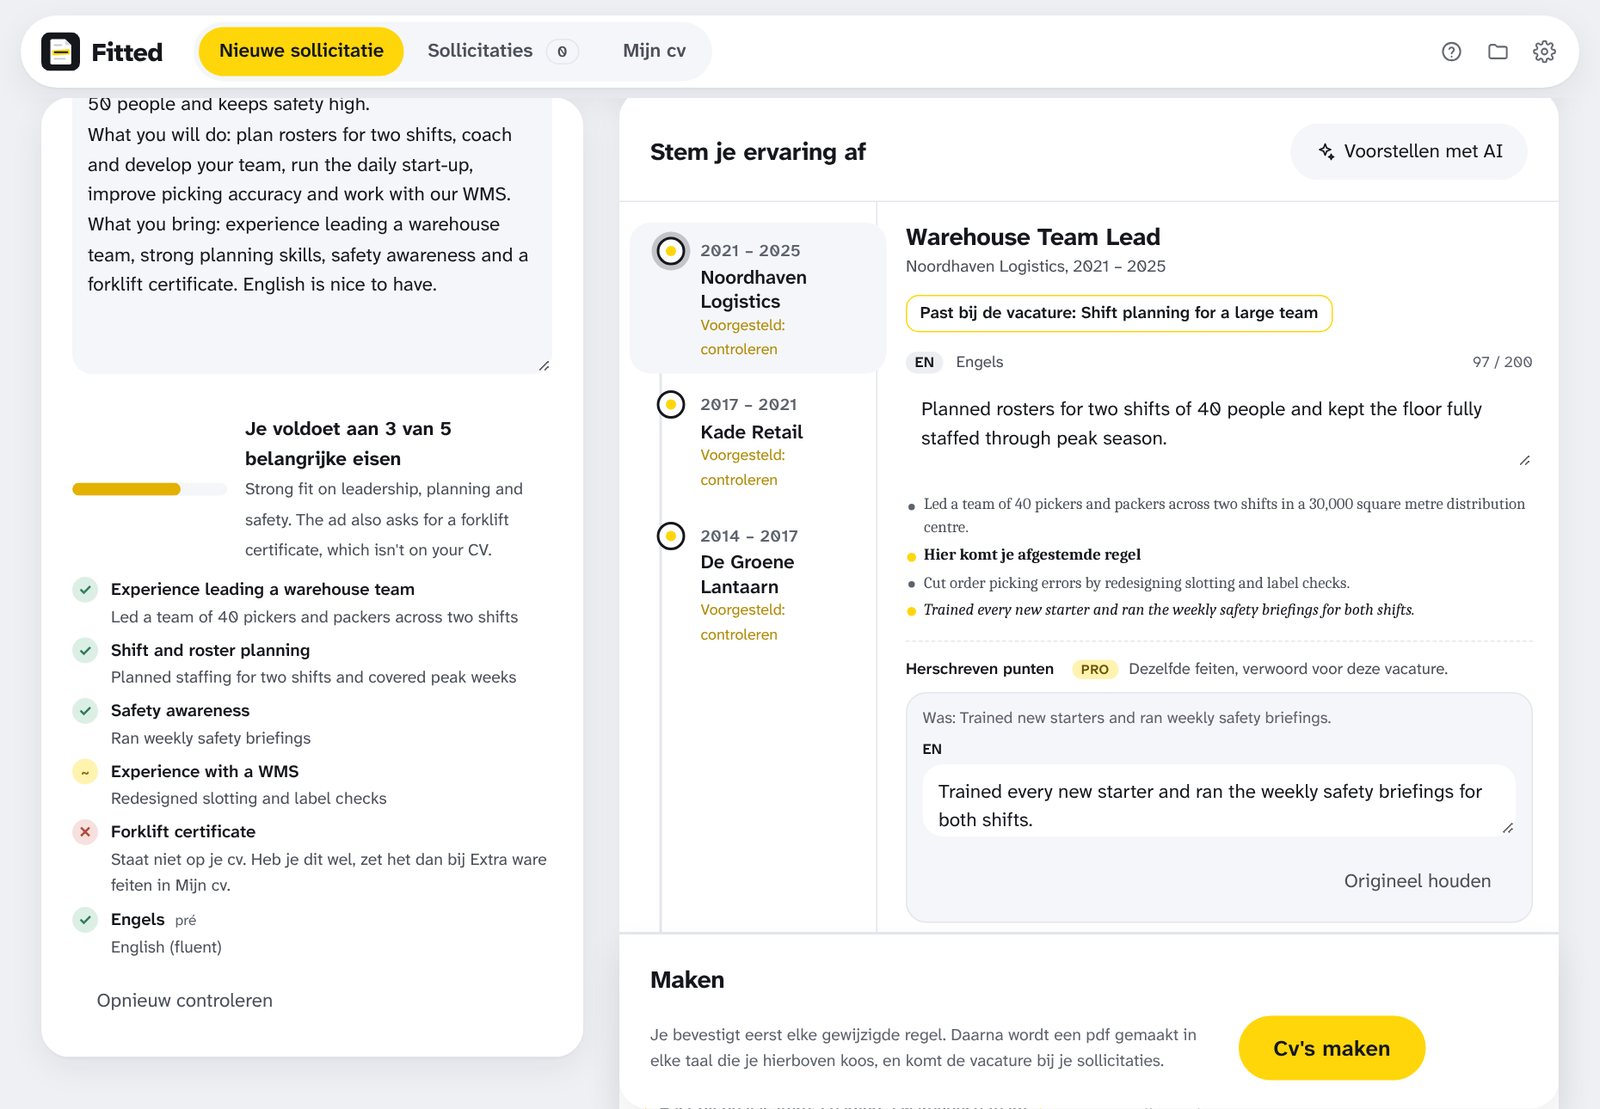 Fitted
Nieuwe sollicitatie
Sollicitaties 0
Mijn cv
50 people and keeps safety high.
What you will do: plan rosters for two shifts, coach
and develop your team, run the daily start-up,
improve picking accuracy and work with our WMS.
What you bring: experience leading a warehouse
team, strong planning skills, safety awareness and a
forklift certificate. English is nice to have.
Je voldoet aan 3 van 5
belangrijke eisen
Strong fit on leadership, planning and
safety. The ad also asks for a forklift
certificate, which isn't on your CV.
Experience leading a warehouse team
Led a team of 40 pickers and packers across two shifts
Shift and roster planning
Planned staffing for two shifts and covered peak weeks
Safety awareness
Ran weekly safety briefings
~ Experience with a WMS
Redesigned slotting and label checks
Forklift certificate
Staat niet op je cv. Heb je dit wel, zet het dan bij Extra ware
feiten in Mijn cv.
Engels pré
English (fluent)
Opnieuw controleren
Stem je ervaring af
Voorstellen met AI
2021 – 2025
Noordhaven
Logistics
Voorgesteld:
controleren
2017 – 2021
Kade Retail
Voorgesteld:
controleren
2014 – 2017
De Groene
Lantaarn
Voorgesteld:
controleren
Warehouse Team Lead
Noordhaven Logistics, 2021 – 2025
Past bij de vacature: Shift planning for a large team
EN Engels 97 / 200
Planned rosters for two shifts of 40 people and kept the floor fully
staffed through peak season.
Led a team of 40 pickers and packers across two shifts in a 30,000 square metre distribution
centre.
Hier komt je afgestemde regel
Cut order picking errors by redesigning slotting and label checks.
Trained every new starter and ran the weekly safety briefings for both shifts.
Herschreven punten PRO Dezelfde feiten, verwoord voor deze vacature.
Was: Trained new starters and ran weekly safety briefings.
EN
Trained every new starter and ran the weekly safety briefings for
both shifts.
Origineel houden
Maken
Je bevestigt eerst elke gewijzigde regel. Daarna wordt een pdf gemaakt in
elke taal die je hierboven koos, en komt de vacature bij je sollicitaties.
Cv's maken